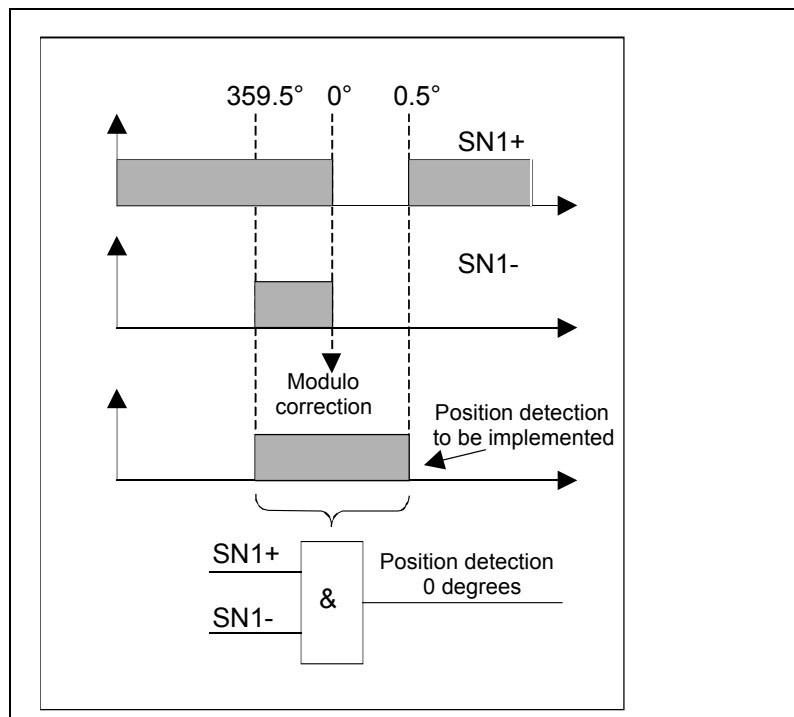 359.5° 0° 0.5°
SN1+
SN1-
Modulo
correction
Position detection
to be implemented
SN1+
SN1-
&
Position detection
0 degrees